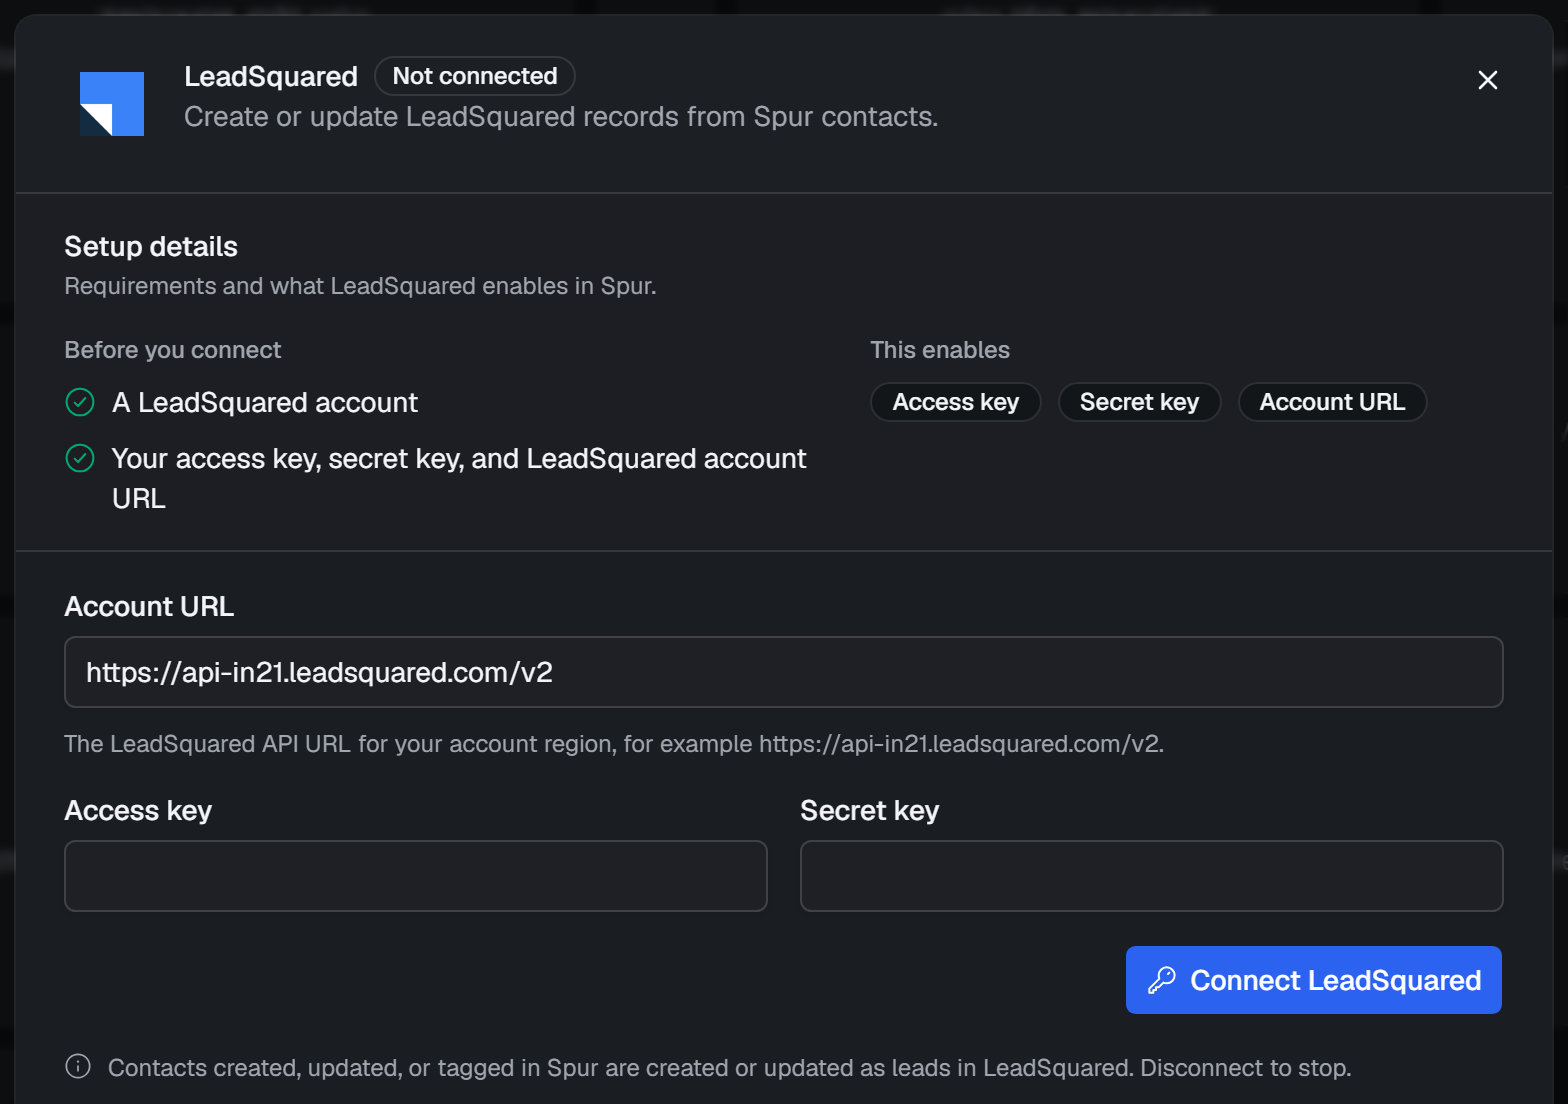 LeadSquared Not connected
Create or update LeadSquared records from Spur contacts.
Setup details
Requirements and what LeadSquared enables in Spur.
Before you connect
A LeadSquared account
Your access key, secret key, and LeadSquared account
URL
This enables
Access key Secret key Account URL
Account URL
https://api-in21.leadsquared.com/v2
The LeadSquared API URL for your account region, for example https://api-in21.leadsquared.com/v2.
Access key
Secret key
Connect LeadSquared
Contacts created, updated, or tagged in Spur are created or updated as leads in LeadSquared. Disconnect to stop.